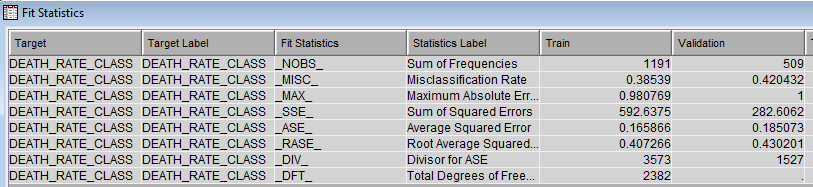 Fit Statistics
Target Target Label Fit Statistics Statistics Label Train Validation
DEATH_RATE_CLASS DEATH_RATE_CLASS _NOBS_ Sum of Frequencies 1191 509
DEATH_RATE_CLASS DEATH_RATE_CLASS _MISC_ Misclassification Rate 0.38539 0.420432
DEATH_RATE_CLASS DEATH_RATE_CLASS _MAX_ Maximum Absolute Err... 0.980769 1
DEATH_RATE_CLASS DEATH_RATE_CLASS _SSE_ Sum of Squared Errors 592.6375 282.6062
DEATH_RATE_CLASS DEATH_RATE_CLASS _ASE_ Average Squared Error 0.165866 0.185073
DEATH_RATE_CLASS DEATH_RATE_CLASS _RASE_ Root Average Squared... 0.407266 0.430201
DEATH_RATE_CLASS DEATH_RATE_CLASS _DIV_ Divisor for ASE 3573 1527
DEATH_RATE_CLASS DEATH_RATE_CLASS _DFT_ Total Degrees of Free... 2382 .